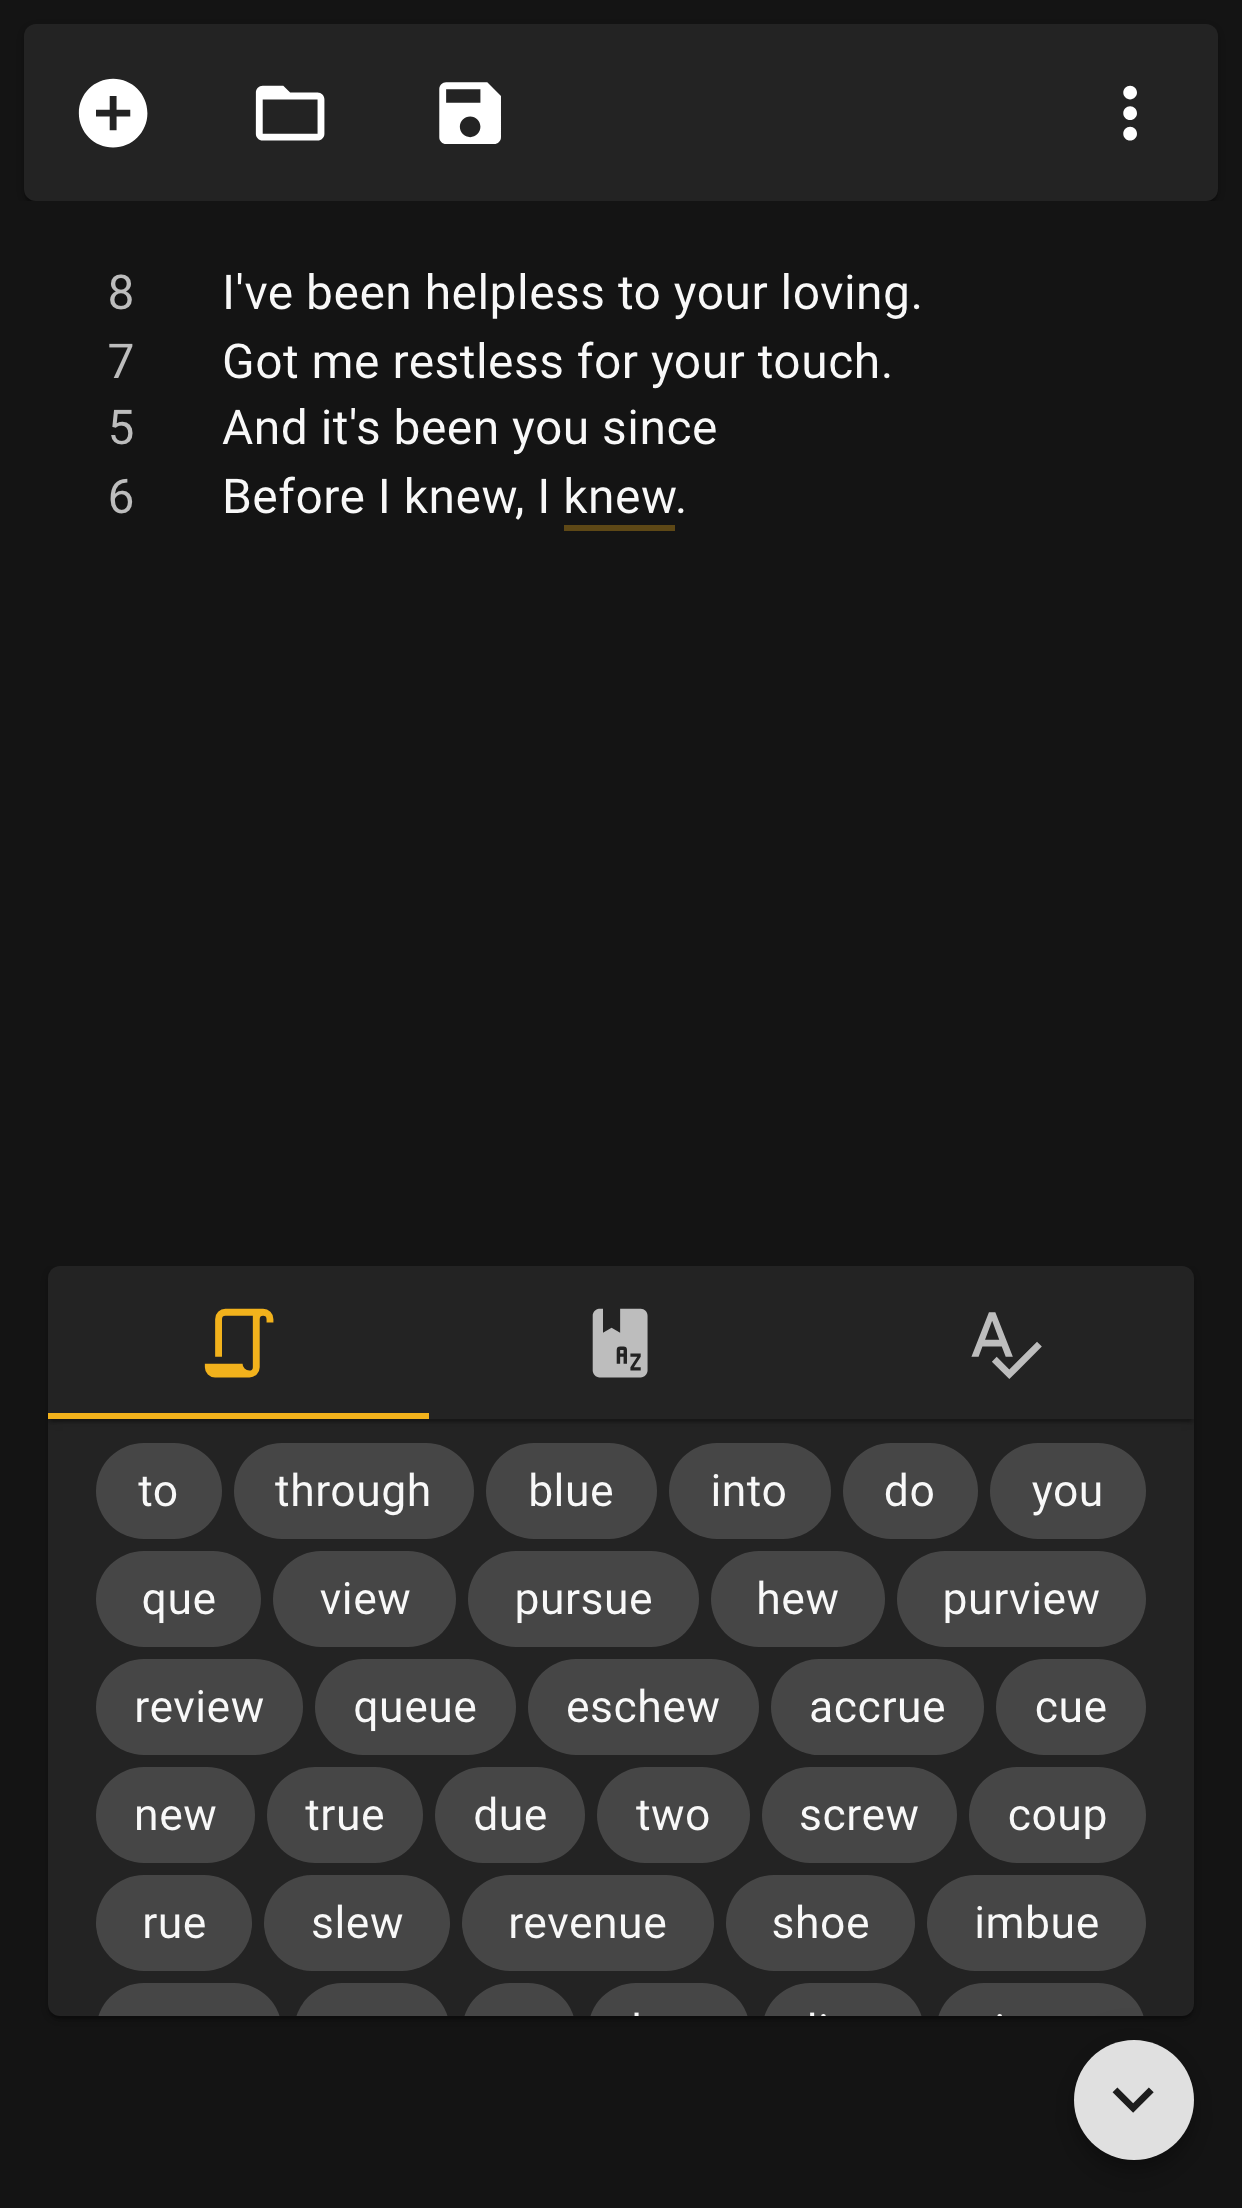 8 I've been helpless to your loving.
7 Got me restless for your touch.
5 And it's been you since
6 Before I knew, I knew.
AZ
to through blue into do you
que view pursue hew purview
review queue eschew accrue cue
new true due two screw coup
rue slew revenue shoe imbue